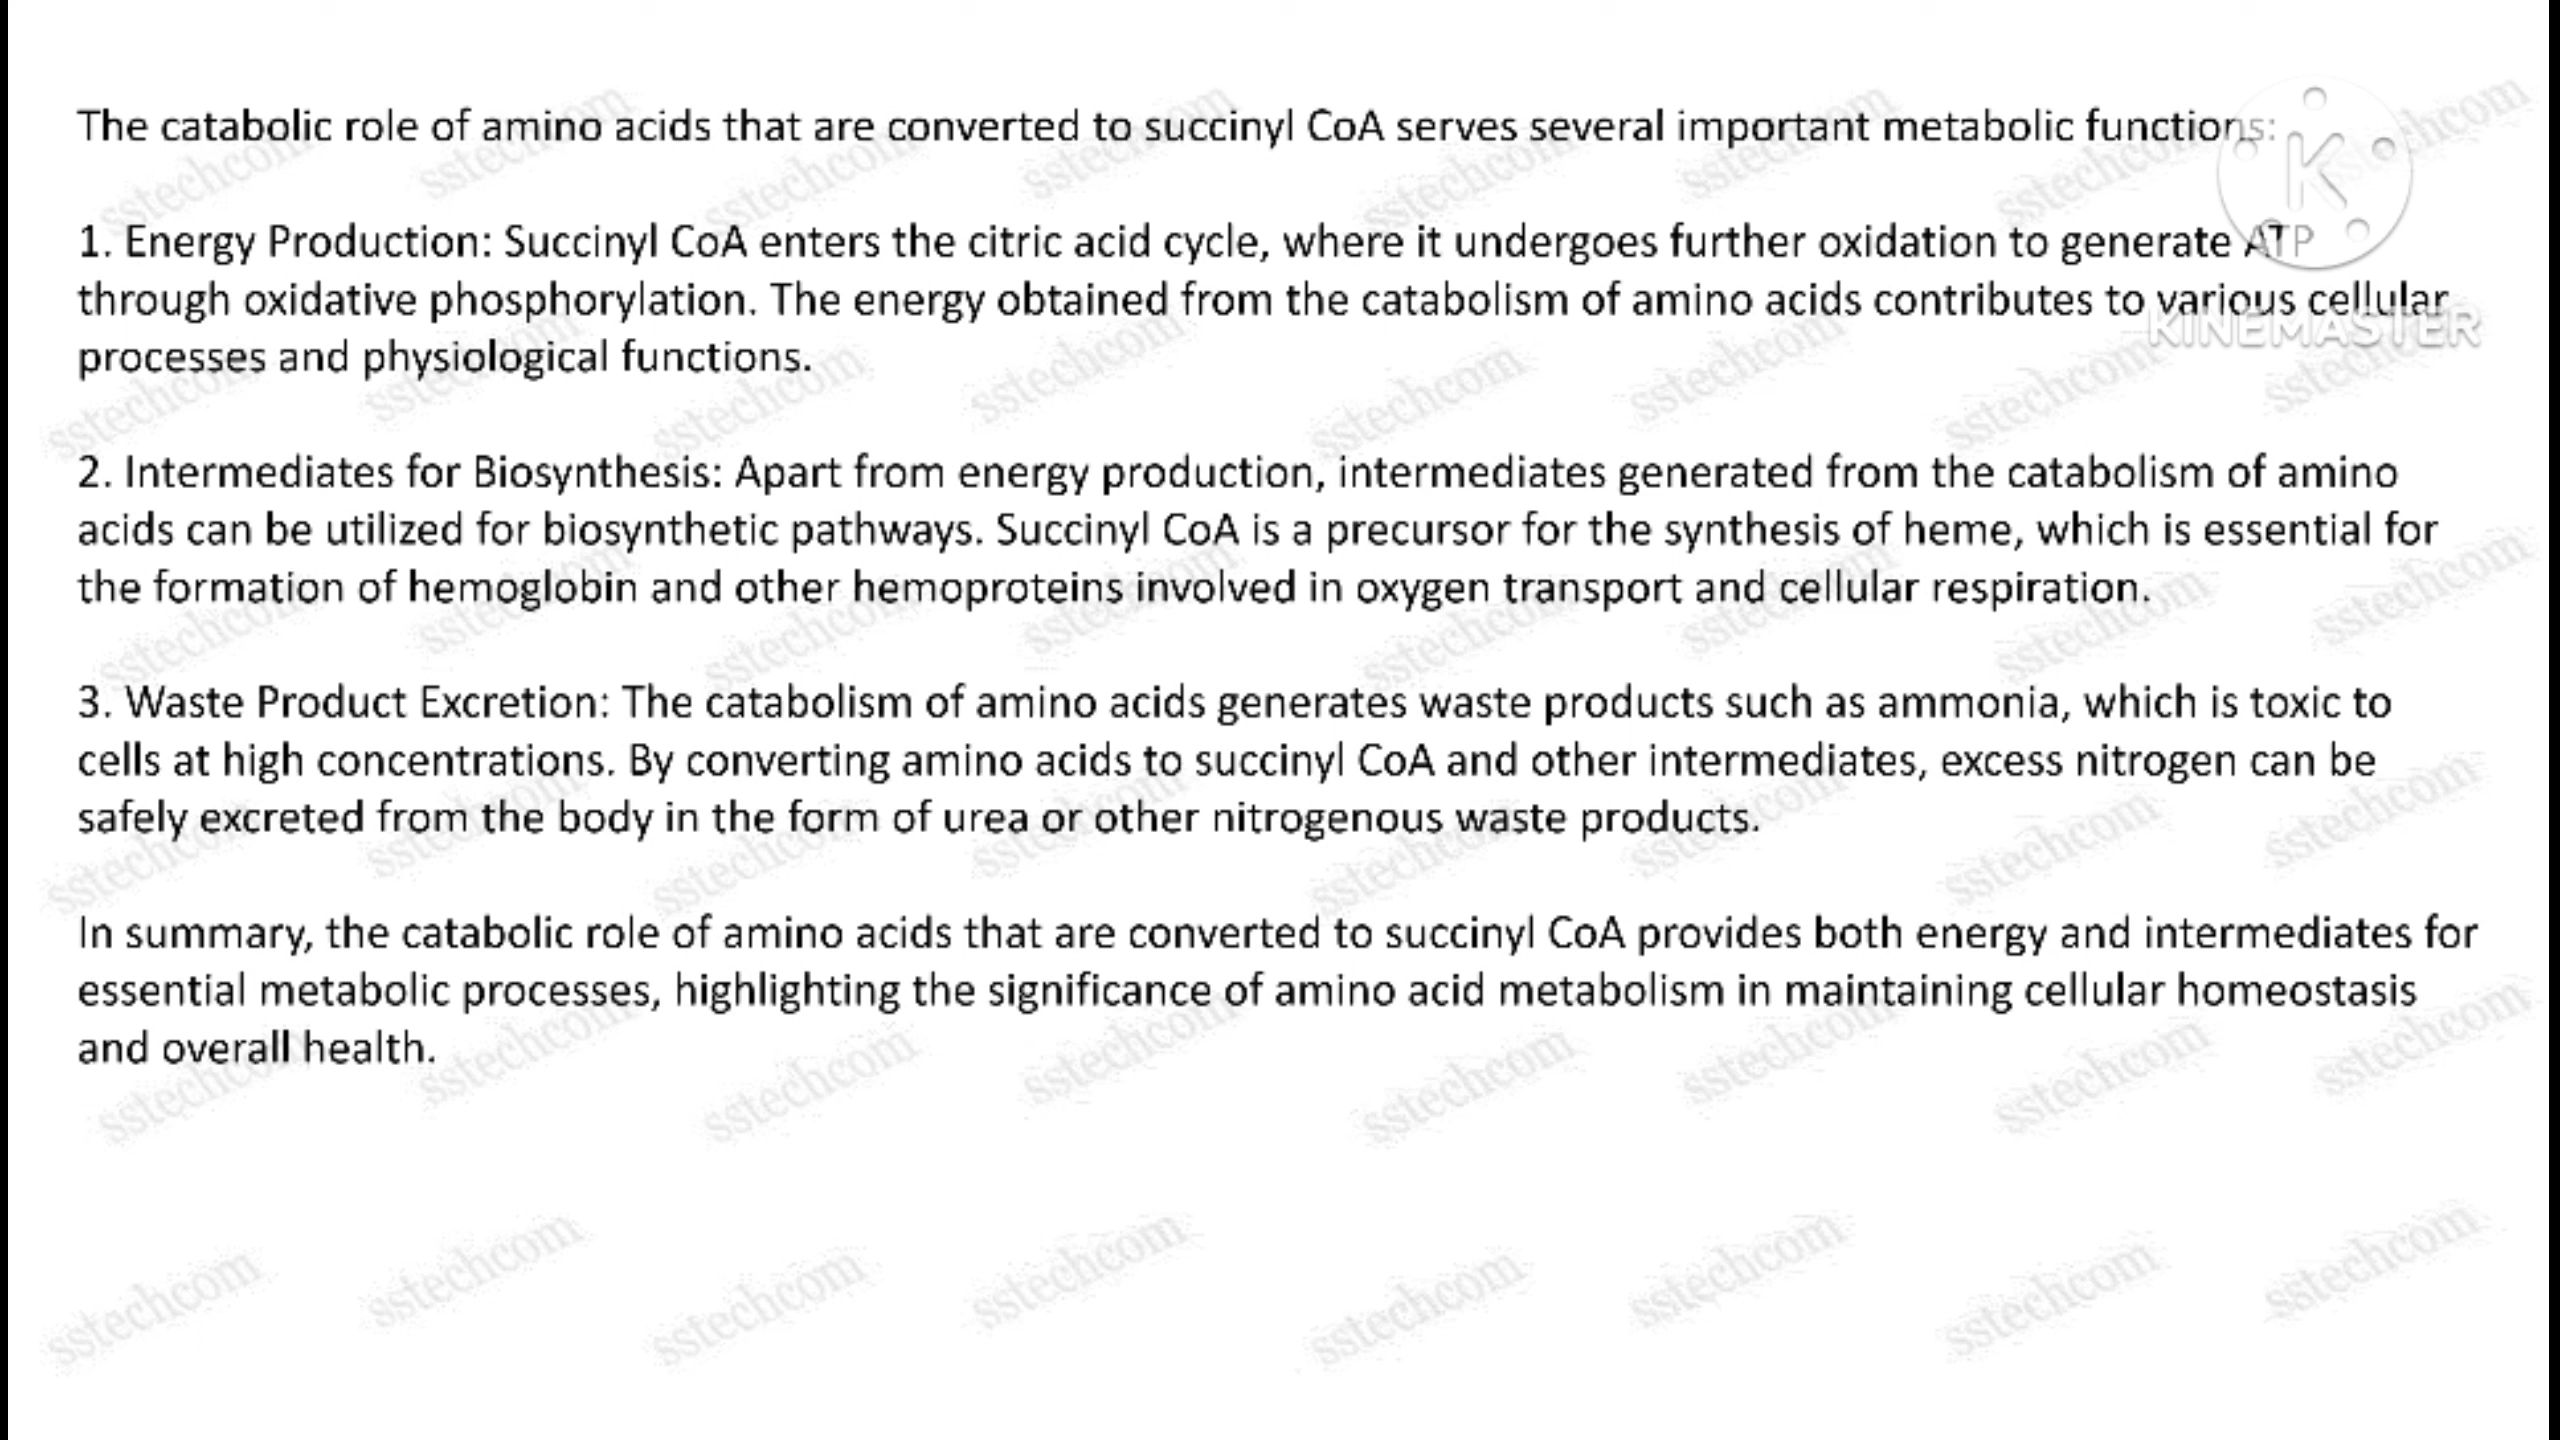 The catabolic role of amino acids that are converted to succinyl CoA serves several important metabolic functions:
1. Energy Production: Succinyl CoA enters the citric acid cycle, where it undergoes further oxidation to generate ATP
through oxidative phosphorylation. The energy obtained from the catabolism of amino acids contributes to various cellular
processes and physiological functions.
2. Intermediates for Biosynthesis: Apart from energy production, intermediates generated from the catabolism of amino
acids can be utilized for biosynthetic pathways. Succinyl CoA is a precursor for the synthesis of heme, which is essential for
the formation of hemoglobin and other hemoproteins involved in oxygen transport and cellular respiration.
3. Waste Product Excretion: The catabolism of amino acids generates waste products such as ammonia, which is toxic to
cells at high concentrations. By converting amino acids to succinyl CoA and other intermediates, excess nitrogen can be
safely excreted from the body in the form of urea or other nitrogenous waste products.
In summary, the catabolic role of amino acids that are converted to succinyl CoA provides both energy and intermediates for
essential metabolic processes, highlighting the significance of amino acid metabolism in maintaining cellular homeostasis
and overall health.
K
KINEMASTER
sstechcom